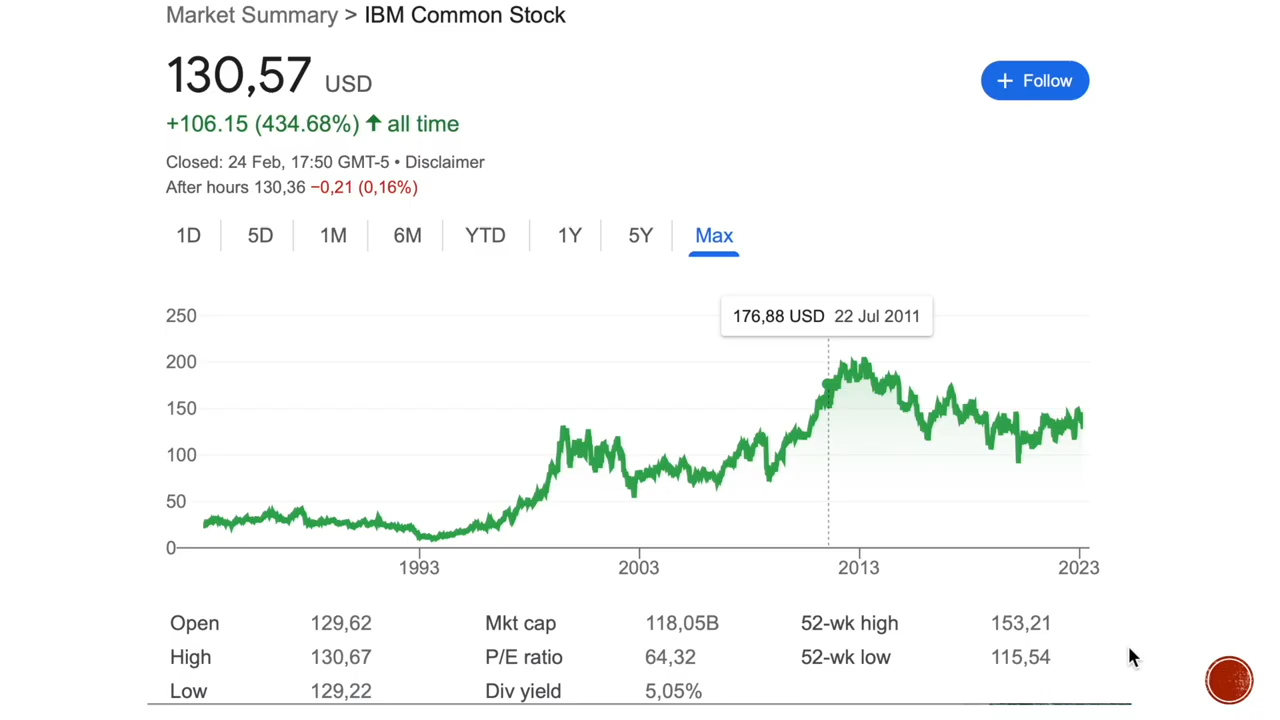 Market Summary > IBM Common Stock
130,57 USD
+ Follow
+106.15 (434.68%) ↑ all time
Closed: 24 Feb, 17:50 GMT-5 • Disclaimer
After hours 130,36 −0,21 (0,16%)
1D 5D 1M 6M YTD 1Y 5Y Max
176,88 USD 22 Jul 2011
250
200
150
100
50
0
1993 2003 2013 2023
Open 129,62 Mkt cap 118,05B 52-wk high 153,21
High 130,67 P/E ratio 64,32 52-wk low 115,54
Low 129,22 Div yield 5,05%